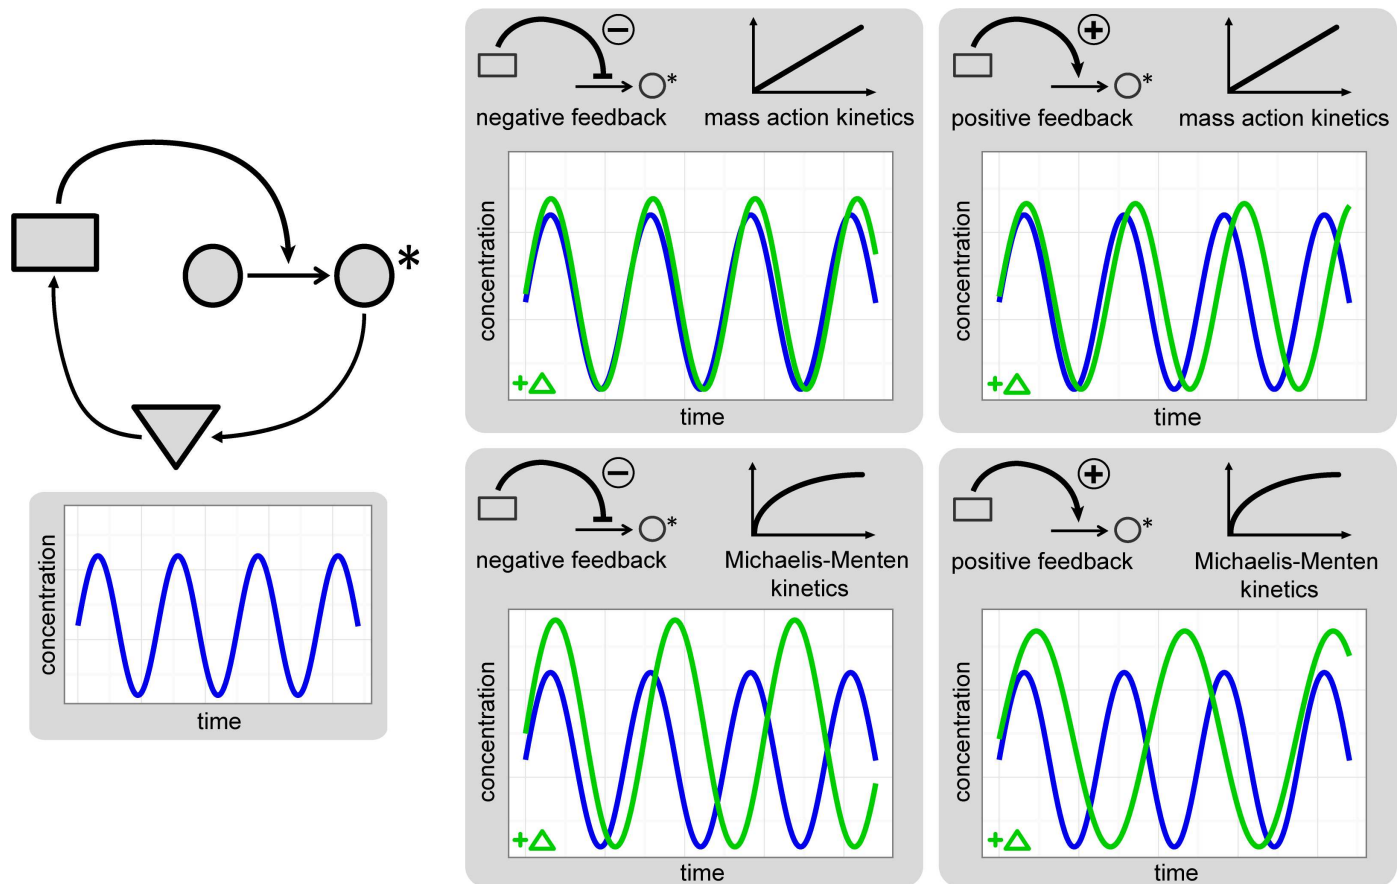 *
concentration
time
− +
* *
negative feedback mass action kinetics
positive feedback mass action kinetics
concentration
+△
time
concentration
+△
time
− +
* *
negative feedback Michaelis-Menten
kinetics
positive feedback Michaelis-Menten
kinetics
concentration
+△
time
concentration
+△
time